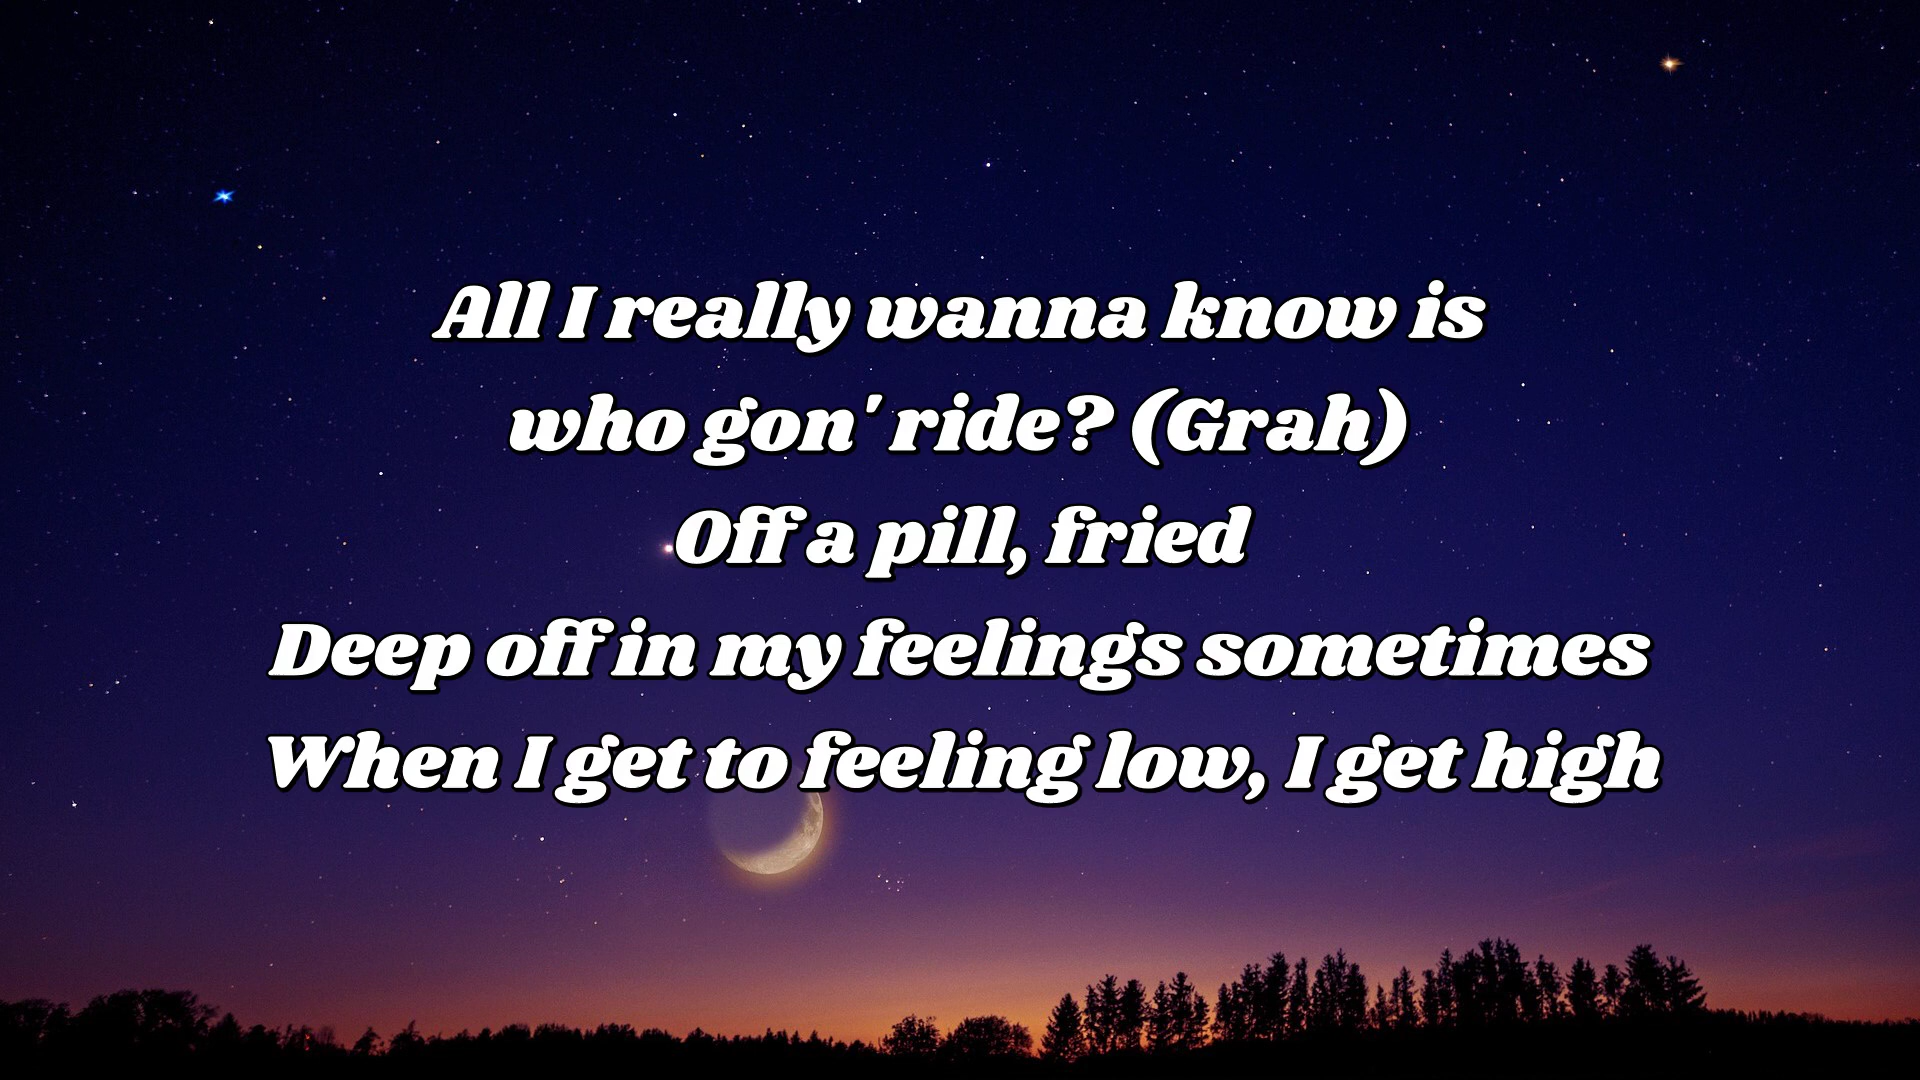 All I really wanna know is
who gon' ride? (Grah)
Off a pill, fried
Deep off in my feelings sometimes
When I get to feeling low, I get high